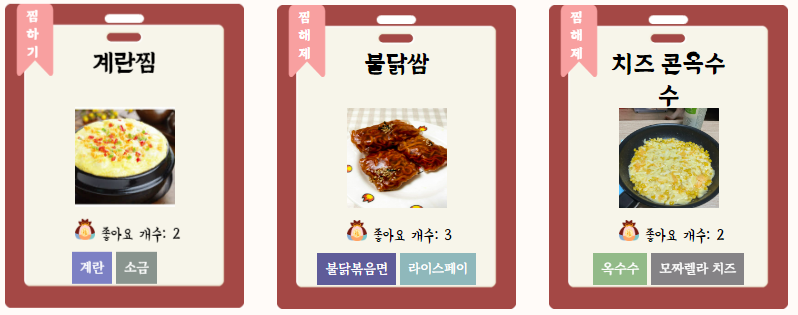 찜하기
계란찜
좋아요 개수: 2
계란 소금
찜해제
불닭쌈
좋아요 개수: 3
불닭볶음면 라이스페이
찜해제
치즈 콘옥수
수
좋아요 개수: 2
옥수수 모짜렐라 치즈